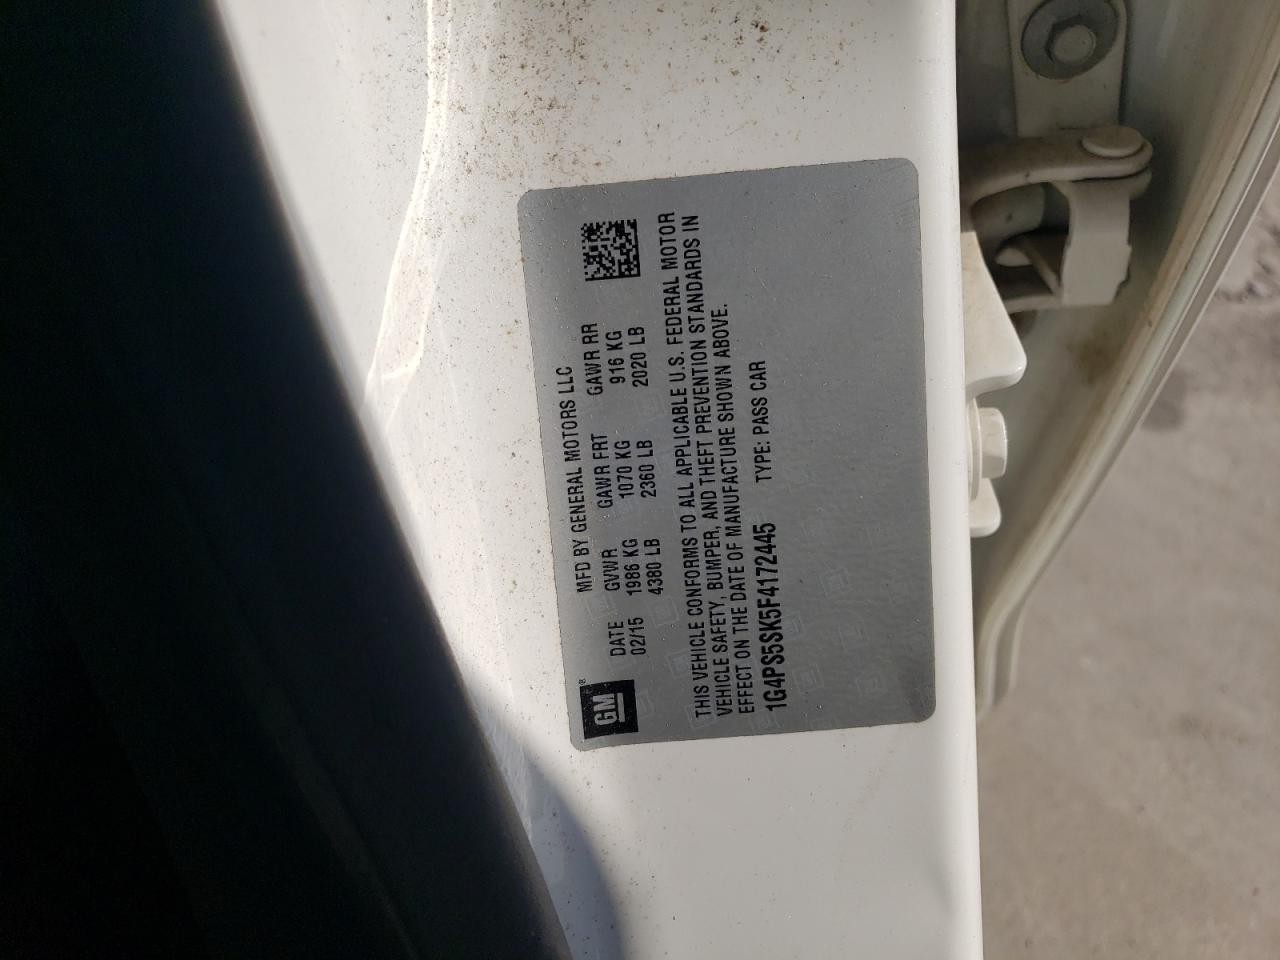 GM®
MFD BY GENERAL MOTORS LLC
DATE GVWR GAWR FRT GAWR RR
02/15 1986 KG 1070 KG 916 KG
4380 LB 2360 LB 2020 LB
THIS VEHICLE CONFORMS TO ALL APPLICABLE U.S. FEDERAL MOTOR
VEHICLE SAFETY, BUMPER, AND THEFT PREVENTION STANDARDS IN
EFFECT ON THE DATE OF MANUFACTURE SHOWN ABOVE.
1G4PS5SK5F4172445 TYPE: PASS CAR